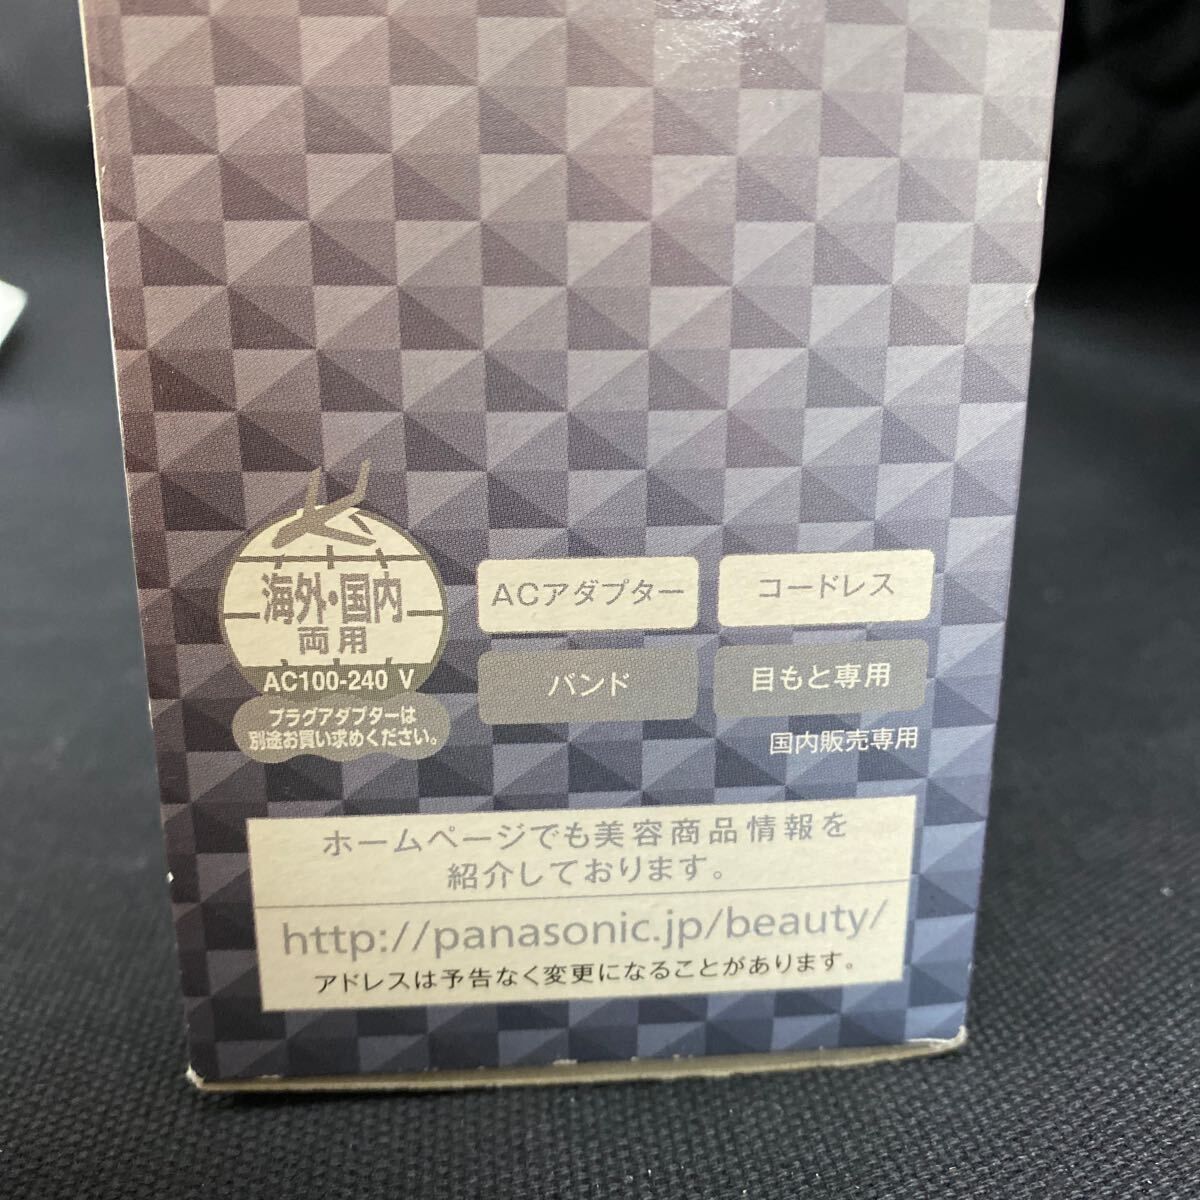 海外・国内
両用
AC100-240 V
プラグアダプターは
別途お買い求めください。
ACアダプター
コードレス
バンド
目もと専用
国内販売専用
ホームページでも美容商品情報を
紹介しております。
http://panasonic.jp/beauty/
アドレスは予告なく変更になることがあります。